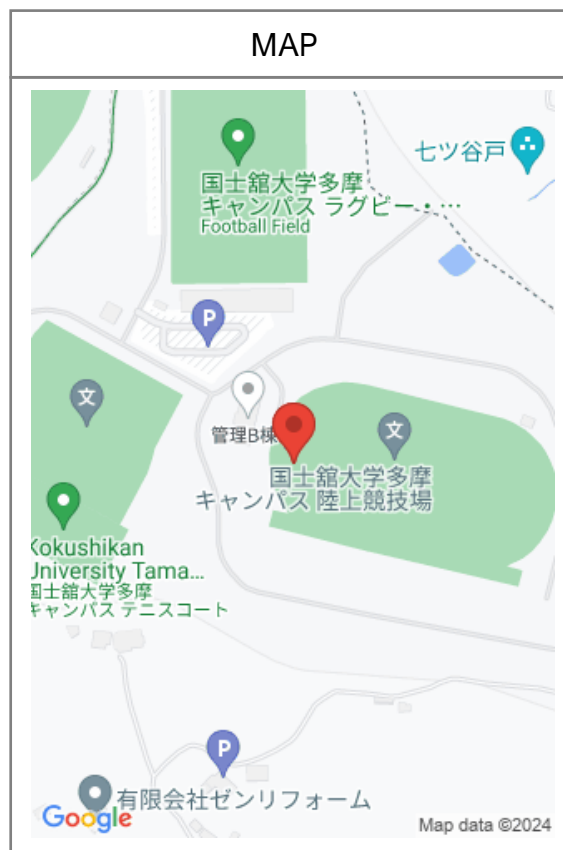 MAP
七ツ谷戸
国士舘大学多摩
キャンパス ラグビー・…
Football Field
P
文
管理B棟
文
国士舘大学多摩
キャンパス 陸上競技場
Kokushikan
University Tama...
国士舘大学多摩
キャンパス テニスコート
P
有限会社ゼンリフォーム
Google
Map data ©2024